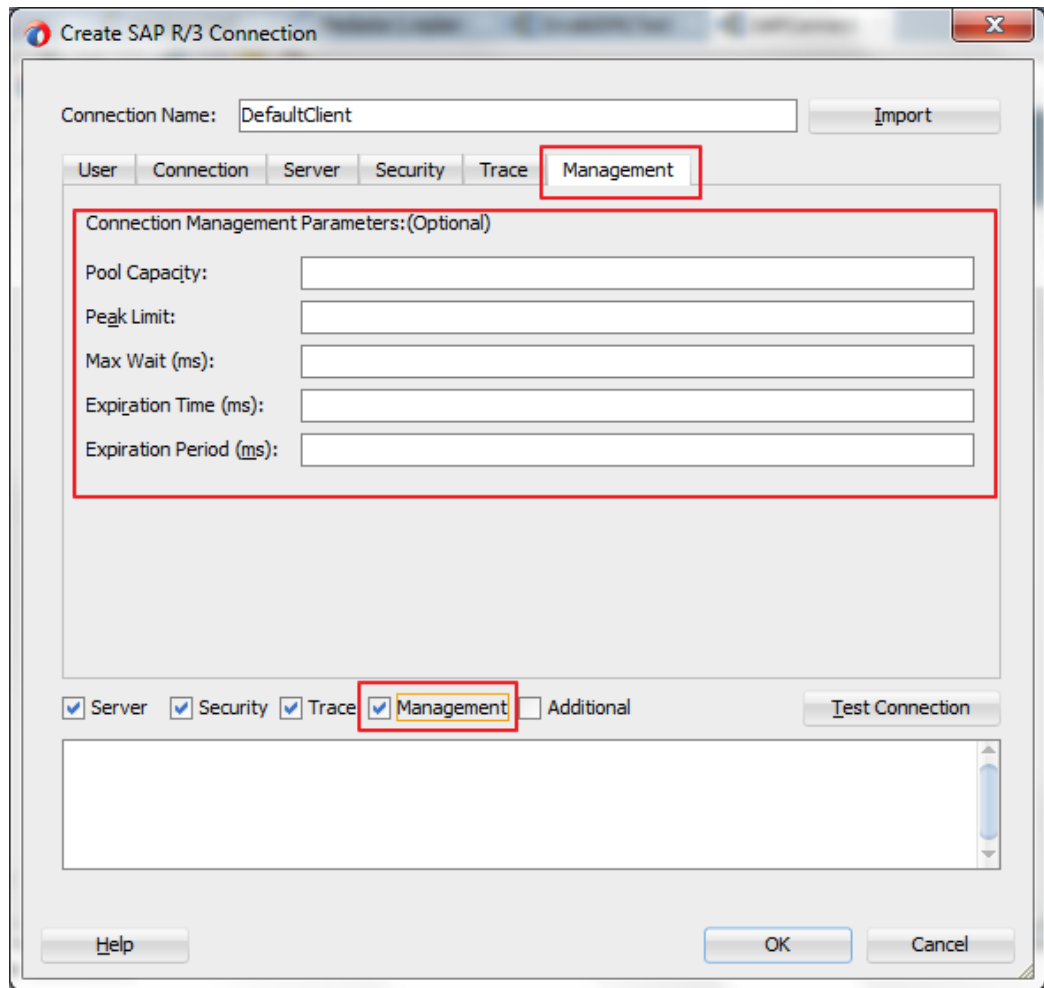 Create SAP R/3 Connection
Connection Name: DefaultClient Import
User Connection Server Security Trace Management
Connection Management Parameters:(Optional)
Pool Capacity:
Peak Limit:
Max Wait (ms):
Expiration Time (ms):
Expiration Period (ms):
Server Security Trace Management Additional Test Connection
Help OK Cancel